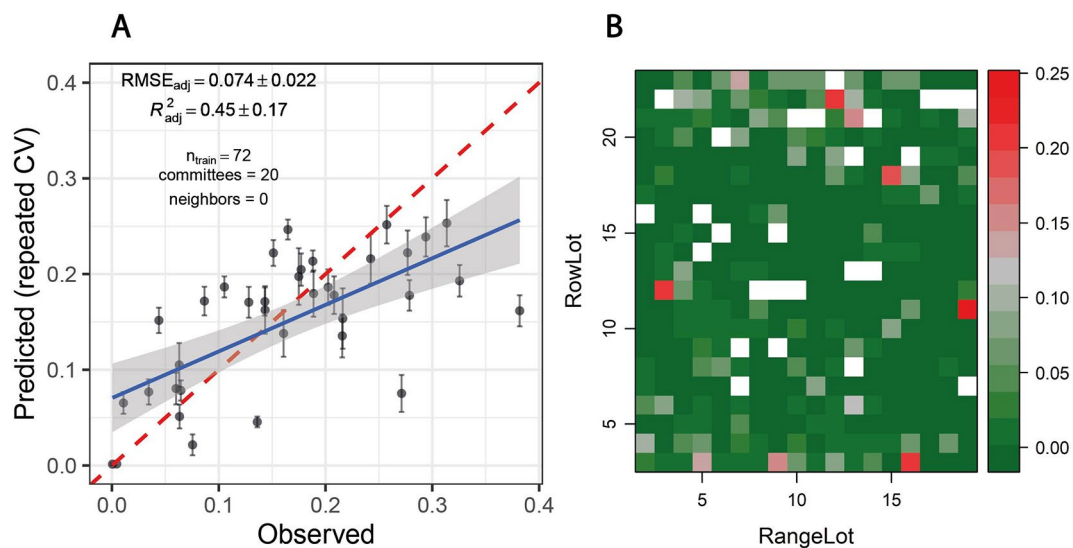 A
B
RMSEadj = 0.074 ± 0.022
R²adj = 0.45 ± 0.17
ntrain = 72
committees = 20
neighbors = 0
Predicted (repeated CV)
0.4
0.3
0.2
0.1
0.0
0.0 0.1 0.2 0.3 0.4
Observed
RowLot
20
15
10
5
5 10 15
RangeLot
0.25
0.20
0.15
0.10
0.05
0.00